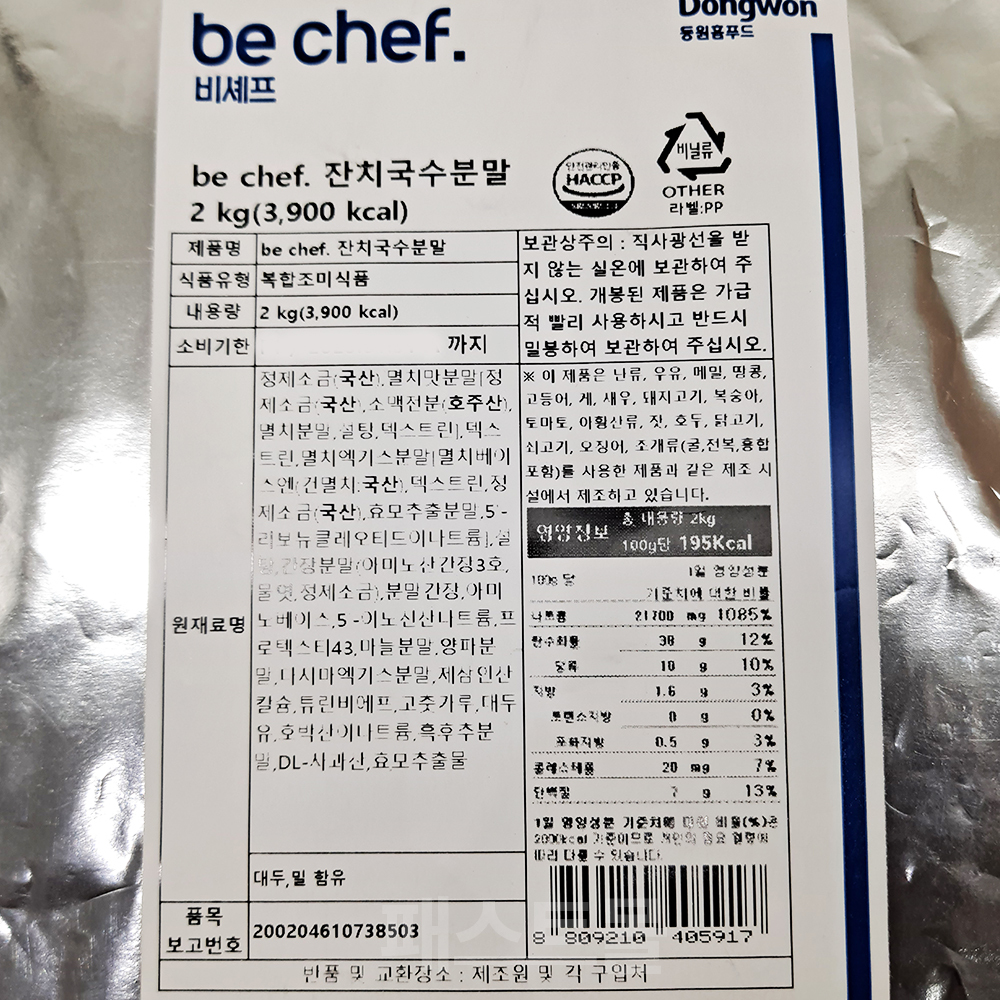 be chef.
비셰프
Dongwon
동원홈푸드
be chef. 잔치국수분말
2 kg(3,900 kcal)
안전관리인증
HACCP
비닐류
OTHER
라벨:PP
제품명 be chef. 잔치국수분말
식품유형 복합조미식품
내용량 2 kg(3,900 kcal)
소비기한 까지
원재료명
정제소금(국산),멸치맛분말[정
제소금(국산),소맥전분(호주산),
멸치분말,설탕,덱스트린],덱스
트린,멸치엑기스분말[멸치베이
스엔(건멸치:국산),덱스트린,정
제소금(국산),효모추출분말,5'-
리보뉴클레오티드이나트륨],설
탕,간장분말(아미노산간장3호,
물엿,정제소금),분말간장,아미
노베이스,5'-이노신산나트륨,프
로텍스티43,마늘분말,양파분
말,다시마엑기스분말,제삼인산
칼슘,튜린비에프,고춧가루,대두
유,호박산이나트륨,흑후추분
말,DL-사과산,효모추출물
대두,밀 함유
품목
보고번호
200204610738503
보관상주의 : 직사광선을 받
지 않는 실온에 보관하여 주
십시오. 개봉된 제품은 가급
적 빨리 사용하시고 반드시
밀봉하여 보관하여 주십시오.
※ 이 제품은 난류, 우유, 메밀, 땅콩,
고등어, 게, 새우, 돼지고기, 복숭아,
토마토, 아황산류, 잣, 호두, 닭고기,
쇠고기, 오징어, 조개류(굴,전복,홍합
포함)를 사용한 제품과 같은 제조 시
설에서 제조하고 있습니다.
영양정보
총 내용량 2kg
100g당 195Kcal
100g 당
1일 영양성분
기준치에 대한 비율
나트륨 21700 mg 1085%
탄수화물 38 g 12%
당류 10 g 10%
지방 1.6 g 3%
트랜스지방 0 g 0%
포화지방 0.5 g 3%
콜레스테롤 20 mg 7%
단백질 7 g 13%
1일 영양성분 기준치에 대한 비율(%)은
2000kcal 기준이므로 개인의 필요 열량에
따라 다를 수 있습니다.
8 809210 405917
반품 및 교환장소 : 제조원 및 각 구입처